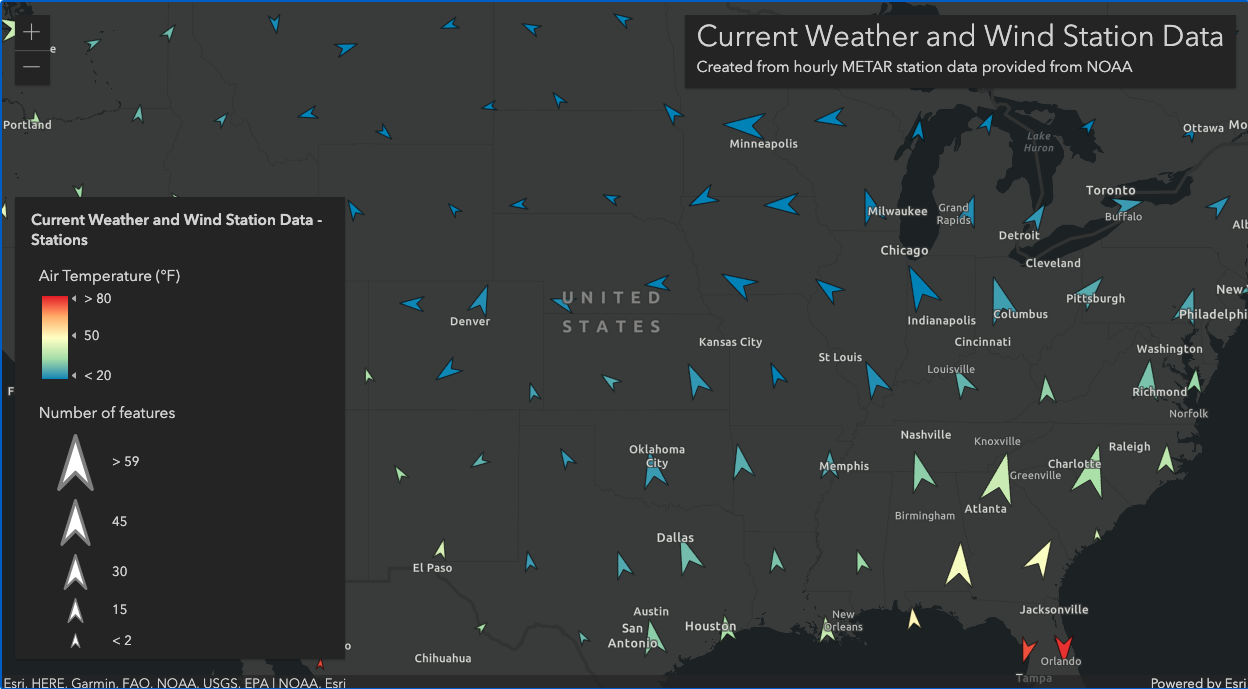 +
Current Weather and Wind Station Data
Created from hourly METAR station data provided from NOAA
e
−
Portland
Minneapolis
Lake
Huron
Ottawa
Mo
Toronto
Buffalo
Milwaukee
Grand
Rapids
Detroit
Alb
Chicago
Cleveland
Current Weather and Wind Station Data -
Stations
Air Temperature (°F)
> 80
50
< 20
Number of features
> 59
45
30
15
< 2
UNITED
STATES
Denver
Pittsburgh
New
Philadelphi
Indianapolis
Columbus
Kansas City
Cincinnati
St Louis
Washington
Louisville
F
Richmond
Norfolk
Nashville
Knoxville
Oklahoma
City
Raleigh
Memphis
Charlotte
Greenville
Atlanta
Birmingham
Dallas
El Paso
Austin
San
Antonio
Houston
New
Orleans
Jacksonville
o
Chihuahua
Orlando
Tampa
Esri, HERE, Garmin, FAO, NOAA, USGS, EPA | NOAA, Esri
Powered by Esri